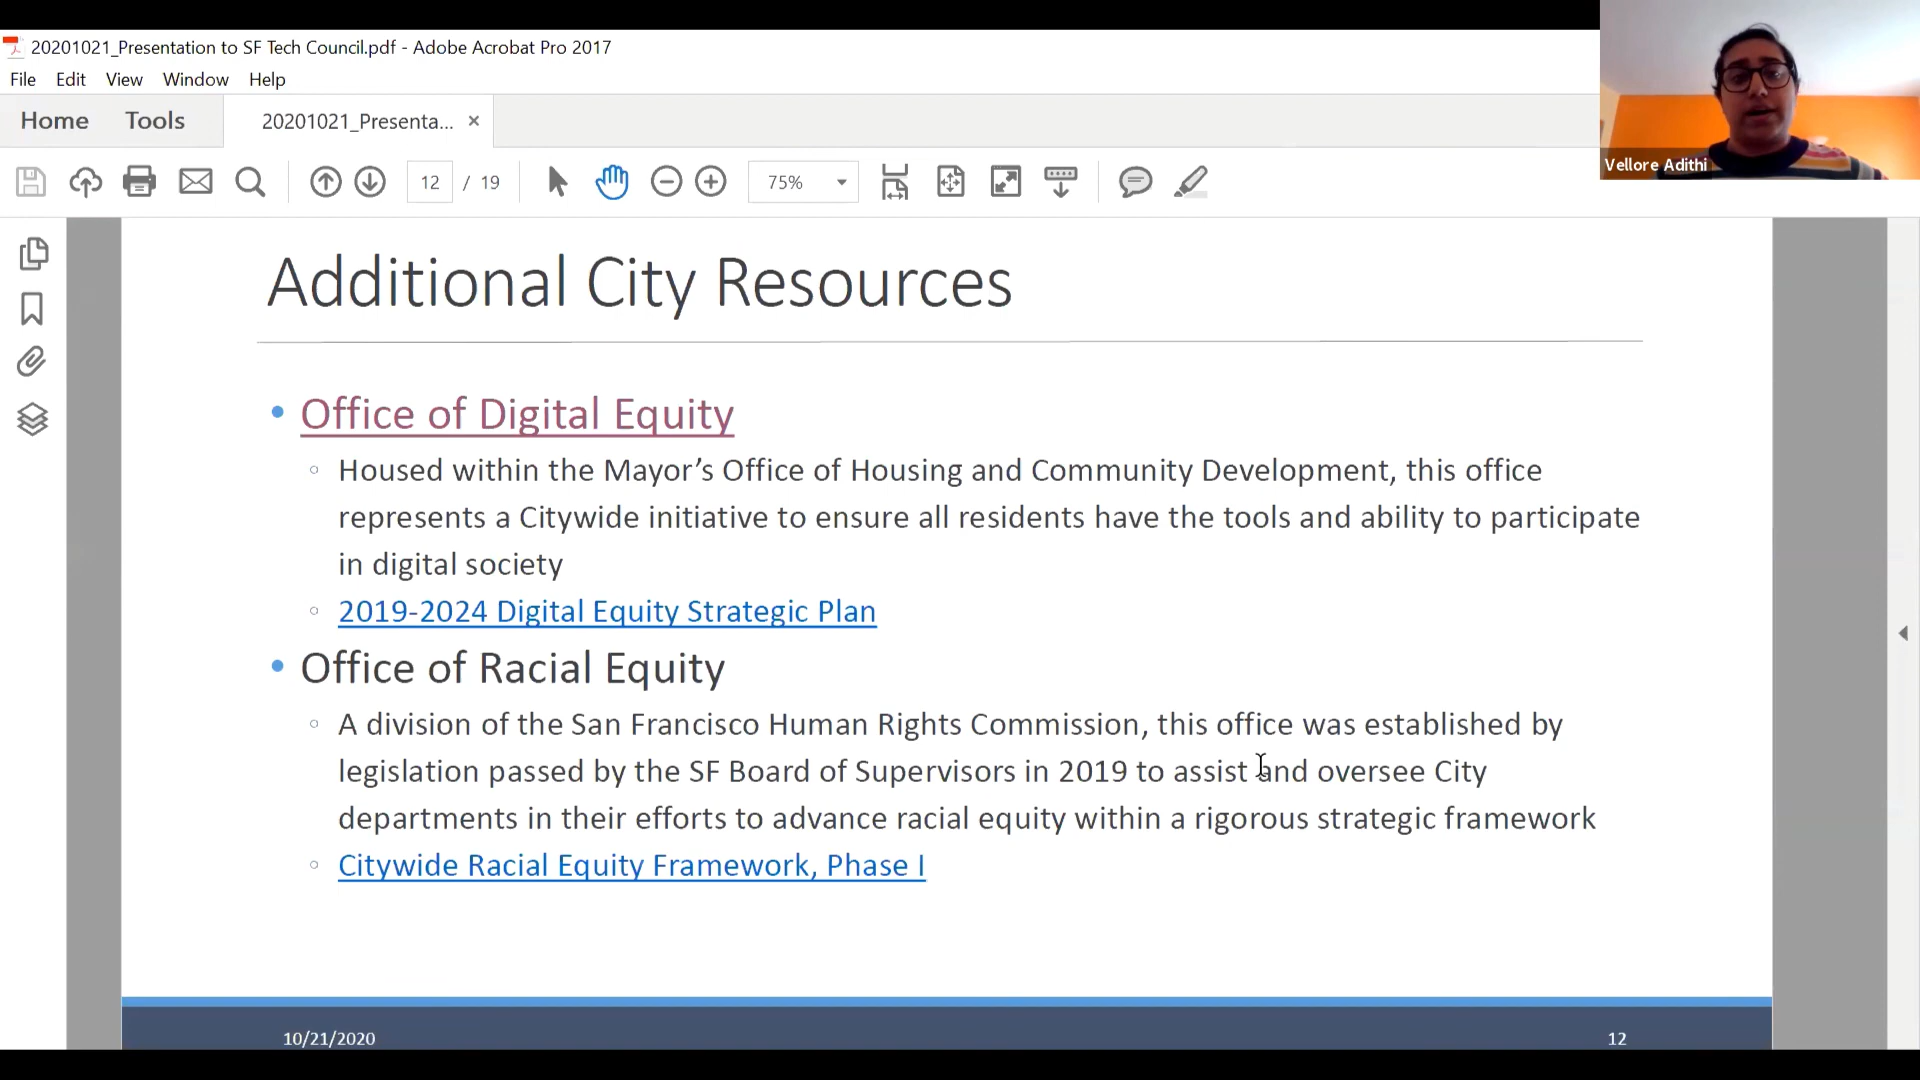 20201021_Presentation to SF Tech Council.pdf - Adobe Acrobat Pro 2017
File Edit View Window Help
Home Tools 20201021_Presenta... ×
12 / 19 75%
Vellore Adithi
Additional City Resources
• Office of Digital Equity
◦ Housed within the Mayor’s Office of Housing and Community Development, this office
represents a Citywide initiative to ensure all residents have the tools and ability to participate
in digital society
◦ 2019-2024 Digital Equity Strategic Plan
• Office of Racial Equity
◦ A division of the San Francisco Human Rights Commission, this office was established by
legislation passed by the SF Board of Supervisors in 2019 to assist and oversee City
departments in their efforts to advance racial equity within a rigorous strategic framework
◦ Citywide Racial Equity Framework, Phase I
10/21/2020 12